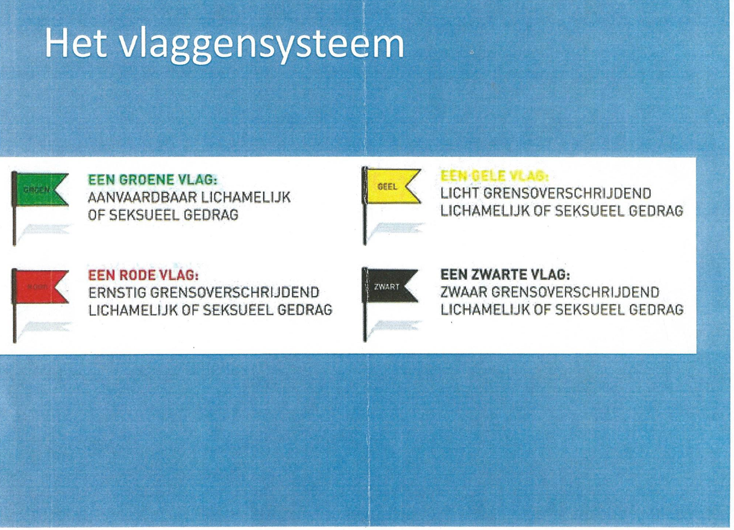 Het vlaggensysteem
GROEN
EEN GROENE VLAG:
AANVAARDBAAR LICHAMELIJK
OF SEKSUEEL GEDRAG
GEEL
EEN GELE VLAG:
LICHT GRENSOVERSCHRIJDEND
LICHAMELIJK OF SEKSUEEL GEDRAG
ROOD
EEN RODE VLAG:
ERNSTIG GRENSOVERSCHRIJDEND
LICHAMELIJK OF SEKSUEEL GEDRAG
ZWART
EEN ZWARTE VLAG:
ZWAAR GRENSOVERSCHRIJDEND
LICHAMELIJK OF SEKSUEEL GEDRAG